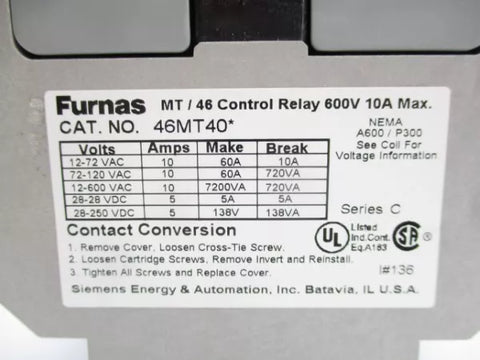 Furnas MT / 46 Control Relay 600V 10A Max.
CAT. NO. 46MT40*
NEMA
A600 / P300
See Coil For
Voltage Information
Volts Amps Make Break
12-72 VAC 10 60A 10A
72-120 VAC 10 60A 720VA
12-600 VAC 10 7200VA 720VA
28-28 VDC 5 5A 5A
28-250 VDC 5 138V 138VA
Series C
Contact Conversion
1. Remove Cover, Loosen Cross-Tie Screw.
2. Loosen Cartridge Screws, Remove Invert and Reinstall.
3. Tighten All Screws and Replace Cover.
UL Listed
Ind.Cont.
Eq.A183
SA
I#136
Siemens Energy & Automation, Inc. Batavia, IL U.S.A.